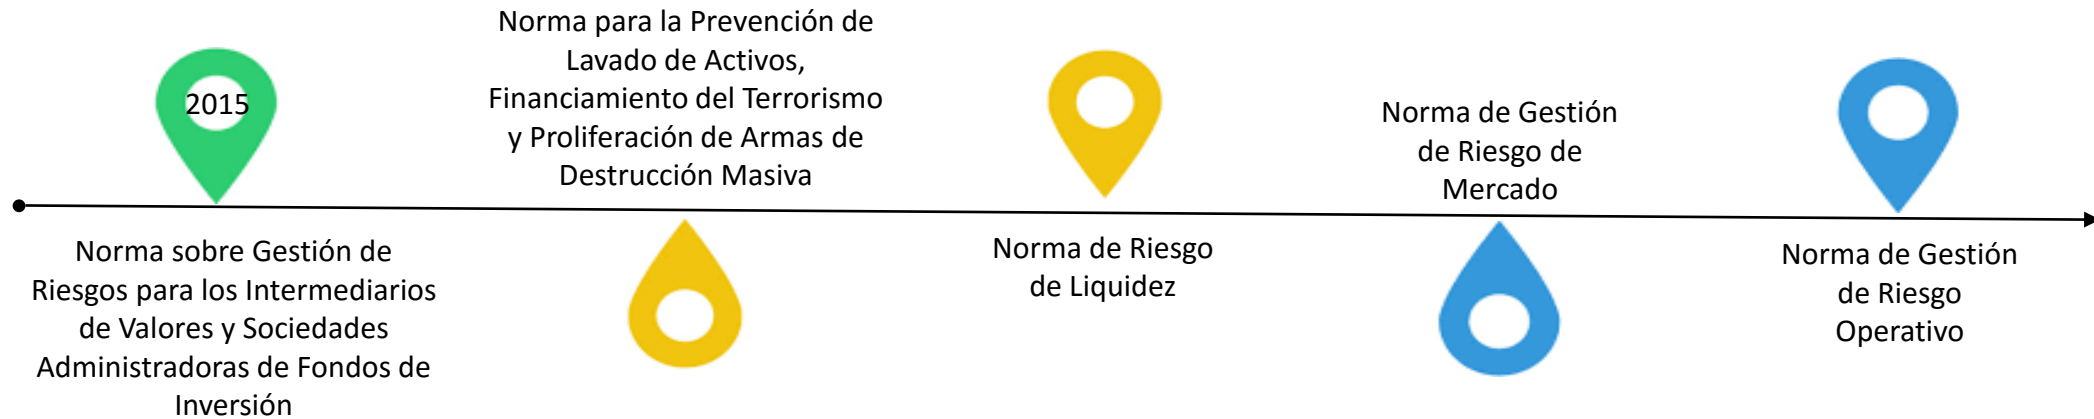 2015
Norma sobre Gestión de
Riesgos para los Intermediarios
de Valores y Sociedades
Administradoras de Fondos de
Inversión
Norma para la Prevención de
Lavado de Activos,
Financiamiento del Terrorismo
y Proliferación de Armas de
Destrucción Masiva
Norma de Riesgo
de Liquidez
Norma de Gestión
de Riesgo de
Mercado
Norma de Gestión
de Riesgo
Operativo